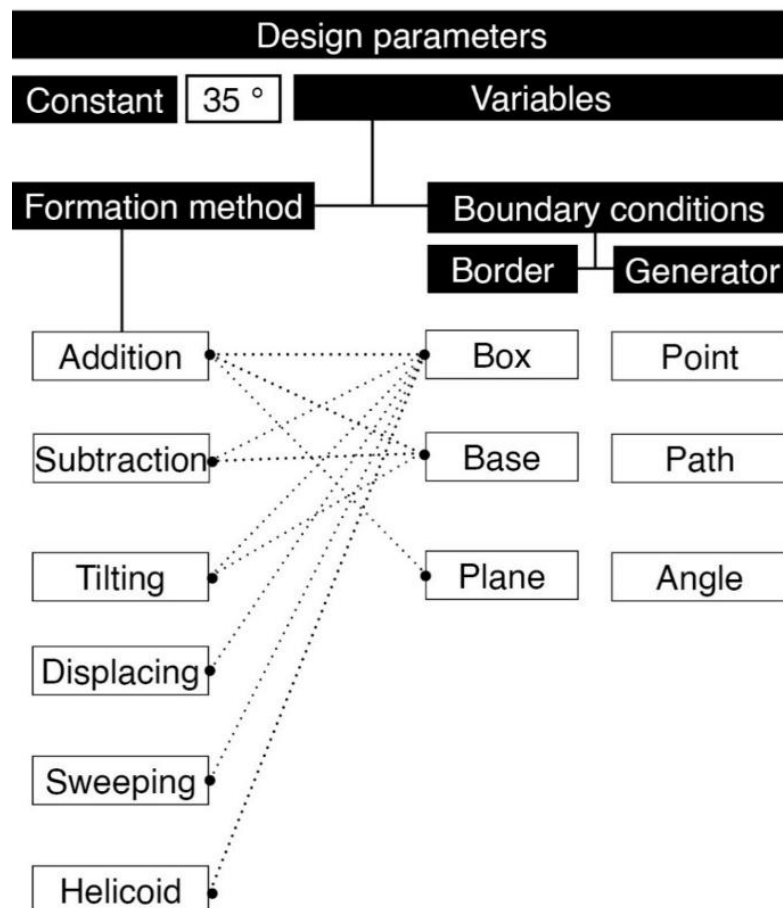 Design parameters
Constant 35 ° Variables
Formation method Boundary conditions
Border Generator
Addition Box Point
Subtraction Base Path
Tilting Plane Angle
Displacing
Sweeping
Helicoid